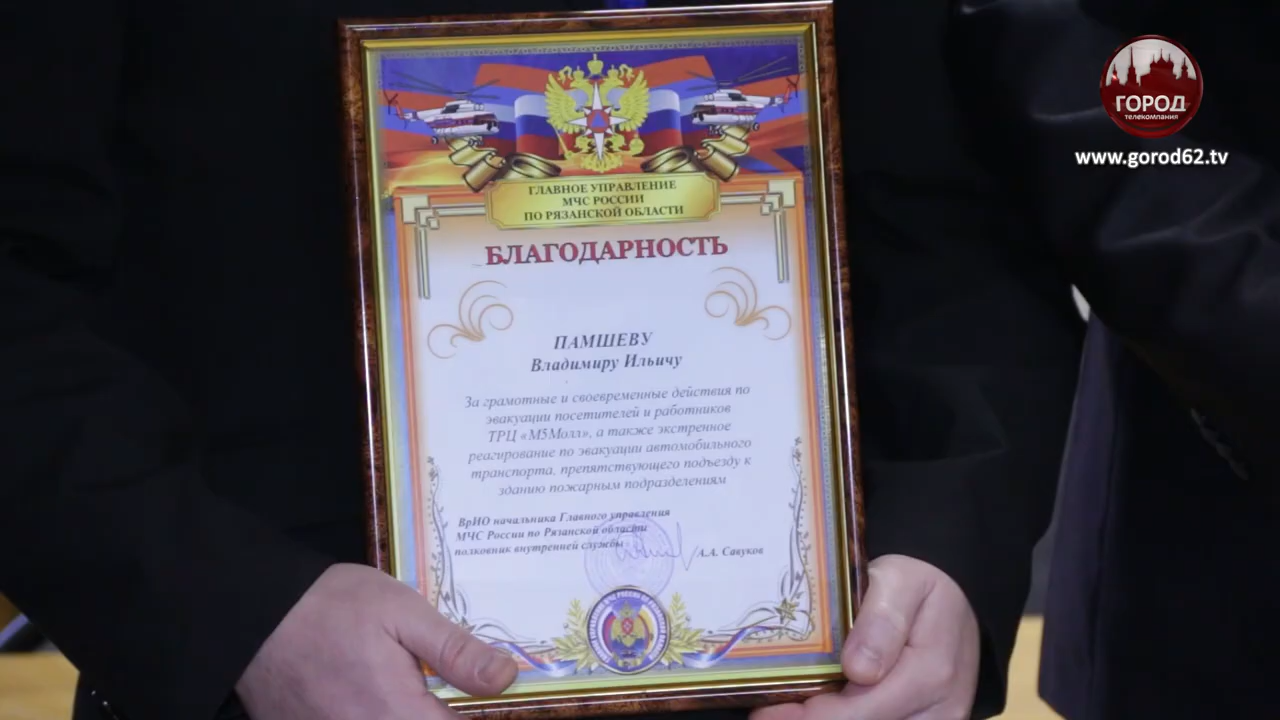 ГОРОД
телекомпания
www.gorod62.tv
ГЛАВНОЕ УПРАВЛЕНИЕ
МЧС РОССИИ
ПО РЯЗАНСКОЙ ОБЛАСТИ
БЛАГОДАРНОСТЬ
ПАМШЕВУ
Владимиру Ильичу
За грамотные и своевременные действия по
эвакуации посетителей и работников
ТРЦ «М5Молл», а также экстренное
реагирование по эвакуации автомобильного
транспорта, препятствующего подъезду к
зданию пожарным подразделениям
ВрИО начальника Главного управления
МЧС России по Рязанской области
полковник внутренней службы
А.А. Савуков